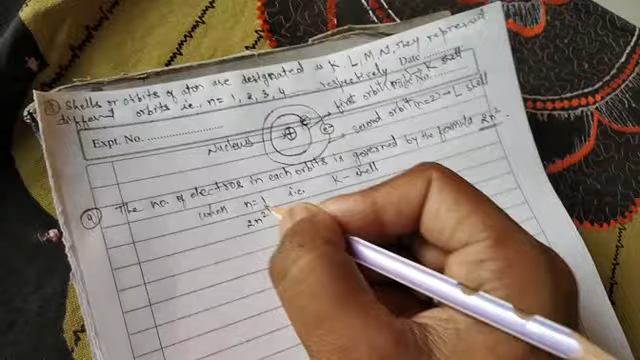 ③ Shells or orbits of atom are designated as K L, M, N. They represent
different orbits i.e. n = 1, 2, 3, 4 ... respectively
Date
first orbit (n=1) → K shell
Page No.
Expt. No.
Nucleus
second orbit (n=2) → L shell
④ The no. of electros in each orbits is governed by the formula 2n².
when n = 1 i.e. K - shell
2n²